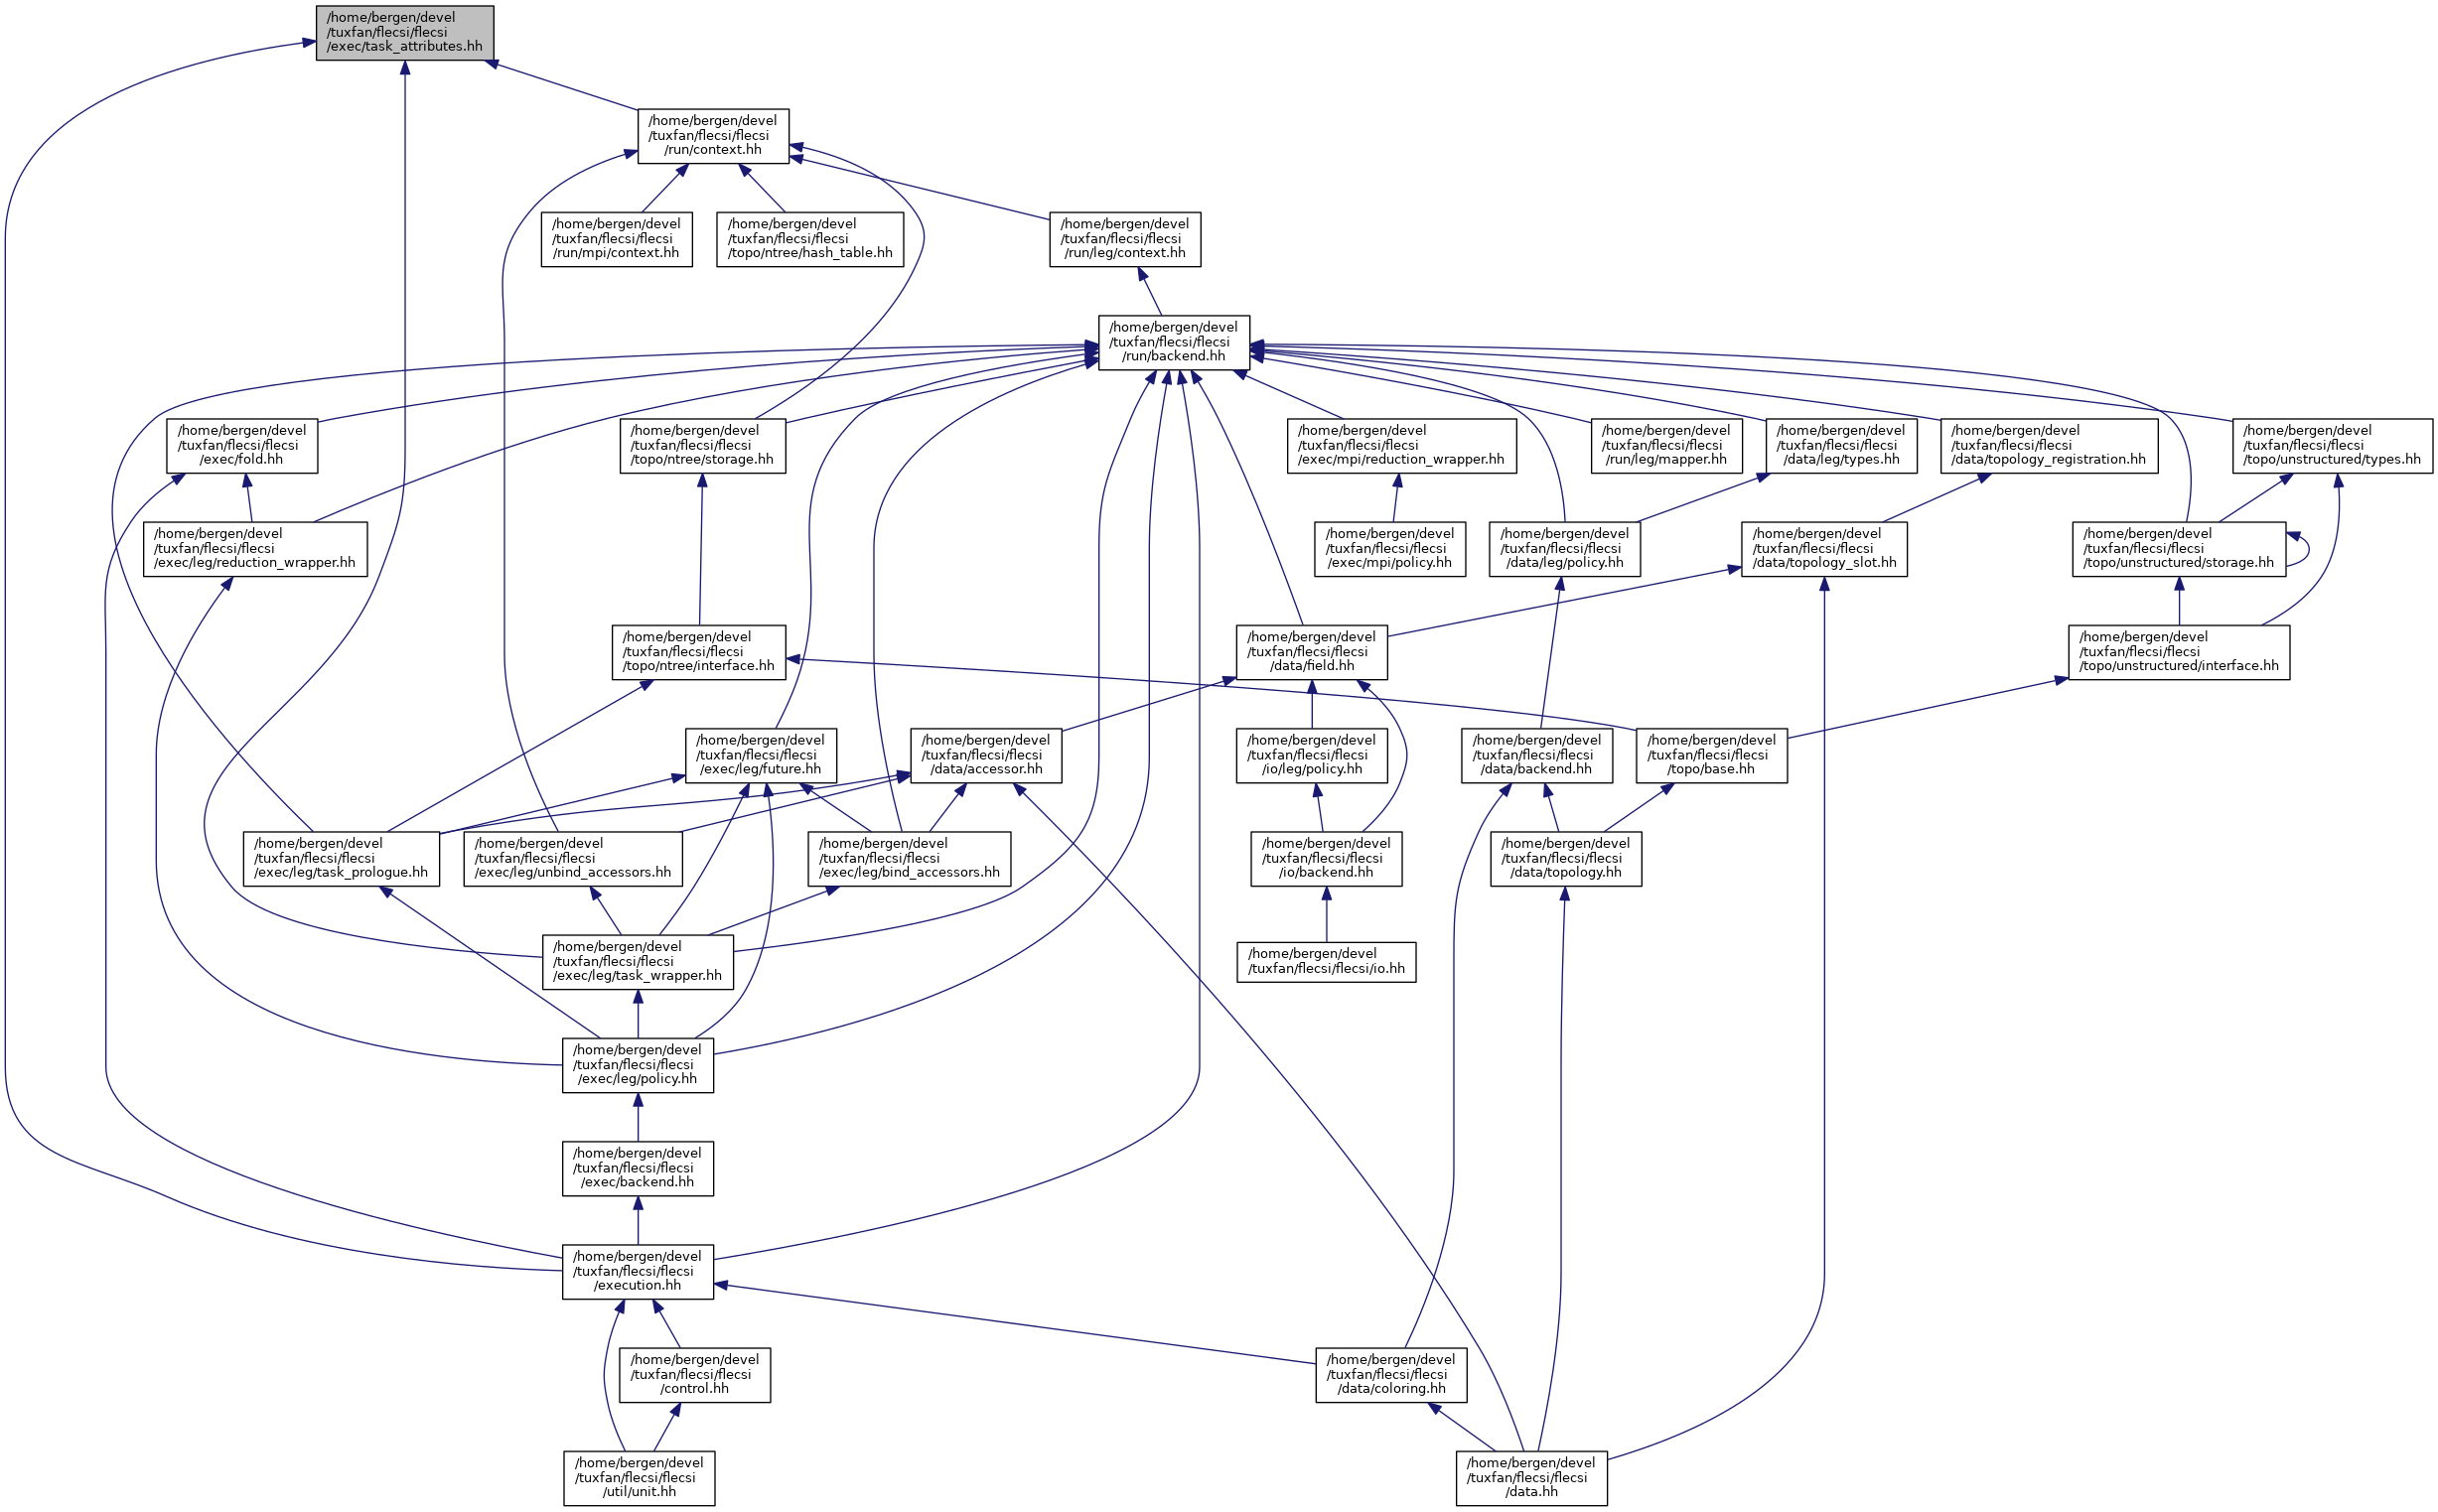 /home/bergen/devel
/tuxfan/flecsi/flecsi
/exec/task_attributes.hh
/home/bergen/devel
/tuxfan/flecsi/flecsi
/run/context.hh
/home/bergen/devel
/tuxfan/flecsi/flecsi
/run/mpi/context.hh
/home/bergen/devel
/tuxfan/flecsi/flecsi
/topo/ntree/hash_table.hh
/home/bergen/devel
/tuxfan/flecsi/flecsi
/run/leg/context.hh
/home/bergen/devel
/tuxfan/flecsi/flecsi
/run/backend.hh
/home/bergen/devel
/tuxfan/flecsi/flecsi
/exec/fold.hh
/home/bergen/devel
/tuxfan/flecsi/flecsi
/topo/ntree/storage.hh
/home/bergen/devel
/tuxfan/flecsi/flecsi
/exec/mpi/reduction_wrapper.hh
/home/bergen/devel
/tuxfan/flecsi/flecsi
/run/leg/mapper.hh
/home/bergen/devel
/tuxfan/flecsi/flecsi
/data/leg/types.hh
/home/bergen/devel
/tuxfan/flecsi/flecsi
/data/topology_registration.hh
/home/bergen/devel
/tuxfan/flecsi/flecsi
/topo/unstructured/types.hh
/home/bergen/devel
/tuxfan/flecsi/flecsi
/exec/leg/reduction_wrapper.hh
/home/bergen/devel
/tuxfan/flecsi/flecsi
/exec/mpi/policy.hh
/home/bergen/devel
/tuxfan/flecsi/flecsi
/data/leg/policy.hh
/home/bergen/devel
/tuxfan/flecsi/flecsi
/data/topology_slot.hh
/home/bergen/devel
/tuxfan/flecsi/flecsi
/topo/unstructured/storage.hh
/home/bergen/devel
/tuxfan/flecsi/flecsi
/topo/ntree/interface.hh
/home/bergen/devel
/tuxfan/flecsi/flecsi
/data/field.hh
/home/bergen/devel
/tuxfan/flecsi/flecsi
/topo/unstructured/interface.hh
/home/bergen/devel
/tuxfan/flecsi/flecsi
/exec/leg/future.hh
/home/bergen/devel
/tuxfan/flecsi/flecsi
/data/accessor.hh
/home/bergen/devel
/tuxfan/flecsi/flecsi
/io/leg/policy.hh
/home/bergen/devel
/tuxfan/flecsi/flecsi
/data/backend.hh
/home/bergen/devel
/tuxfan/flecsi/flecsi
/topo/base.hh
/home/bergen/devel
/tuxfan/flecsi/flecsi
/exec/leg/task_prologue.hh
/home/bergen/devel
/tuxfan/flecsi/flecsi
/exec/leg/unbind_accessors.hh
/home/bergen/devel
/tuxfan/flecsi/flecsi
/exec/leg/bind_accessors.hh
/home/bergen/devel
/tuxfan/flecsi/flecsi
/io/backend.hh
/home/bergen/devel
/tuxfan/flecsi/flecsi
/data/topology.hh
/home/bergen/devel
/tuxfan/flecsi/flecsi
/exec/leg/task_wrapper.hh
/home/bergen/devel
/tuxfan/flecsi/flecsi/io.hh
/home/bergen/devel
/tuxfan/flecsi/flecsi
/exec/leg/policy.hh
/home/bergen/devel
/tuxfan/flecsi/flecsi
/exec/backend.hh
/home/bergen/devel
/tuxfan/flecsi/flecsi
/execution.hh
/home/bergen/devel
/tuxfan/flecsi/flecsi
/control.hh
/home/bergen/devel
/tuxfan/flecsi/flecsi
/data/coloring.hh
/home/bergen/devel
/tuxfan/flecsi/flecsi
/util/unit.hh
/home/bergen/devel
/tuxfan/flecsi/flecsi
/data.hh